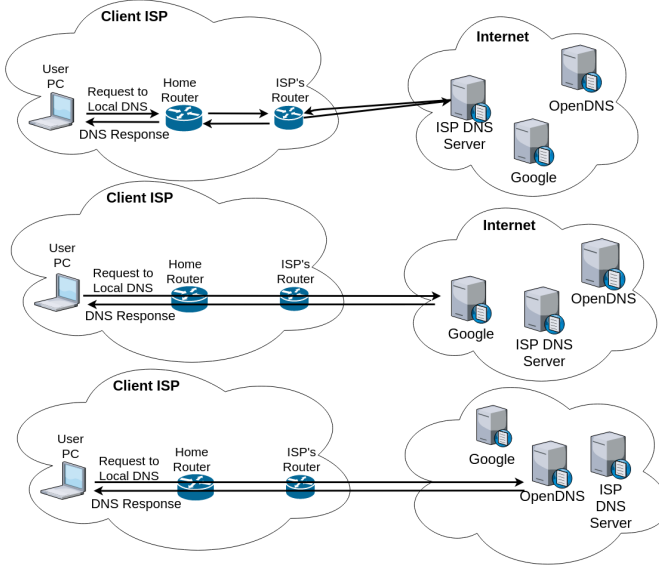 Client ISP
User
PC
Request to
Local DNS
DNS Response
Home
Router
ISP's
Router
Internet
ISP DNS
Server
OpenDNS
Google
Client ISP
User
PC
Request to
Local DNS
DNS Response
Home
Router
ISP's
Router
Internet
Google
ISP DNS
Server
OpenDNS
Client ISP
User
PC
Request to
Local DNS
DNS Response
Home
Router
ISP's
Router
Google
OpenDNS
ISP
DNS
Server